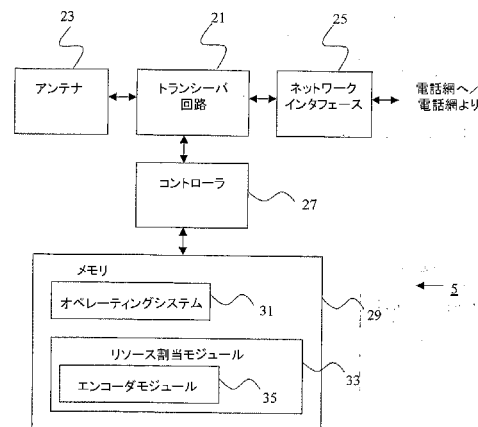 23
21
25
アンテナ
トランシーバ
回路
ネットワーク
インタフェース
電話網へ/
電話網より
コントローラ
27
メモリ
オペレーティングシステム
31
29
5
リソース割当モジュール
エンコーダモジュール
35
33